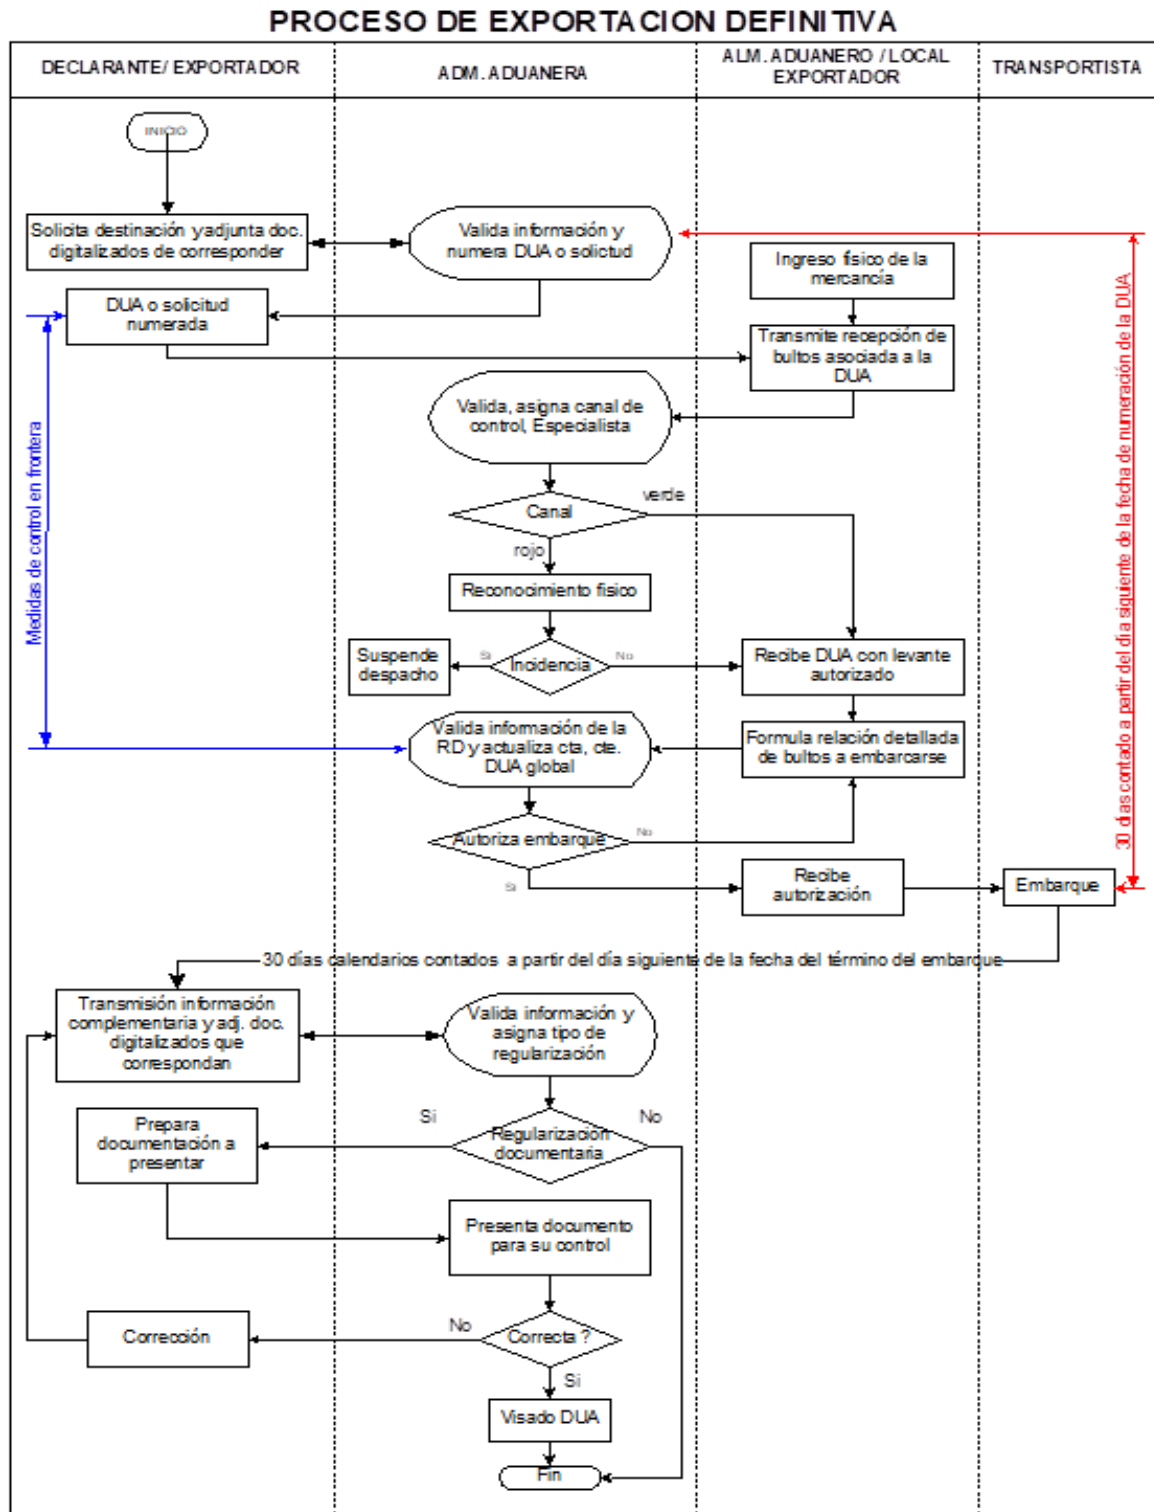 PROCESO DE EXPORTACION DEFINITIVA
DECLARANTE/ EXPORTADOR
ADM. ADUANERA
ALM. ADUANERO / LOCAL
EXPORTADOR
TRANSPORTISTA
INICIO
Solicita destinación y adjunta doc.
digitalizados de corresponder
Valida información y
numera DUA o solictud
Ingreso físico de la
mercancía
DUA o solicitud
numerada
Transmite recepción de
bultos asociada a la
DUA
Valida, asigna canal de
control, Especialista
Canal
verde
rojo
Reconocimiento fisico
Suspende
despacho
Si
Incidencia
No
Recibe DUA con levante
autorizado
Valida información de la
RD y actualiza cta, cte.
DUA global
Formula relación detallada
de bultos a embarcarse
Autoriza embarque
No
Si
Recibe
autorización
Embarque
Medidas de control en frontera
30 días contado a partir del día siguiente de la fecha de numeración de la DUA
30 días calendarios contados a partir del día siguiente de la fecha del término del embarque
Transmisión información
complementaria y adj. doc.
digitalizados que
correspondan
Valida información y
asigna tipo de
regularización
Prepara
documentación a
presentar
Si
Regularización
documentaria
No
Presenta documento
para su control
Corrección
No
Correcta ?
Si
Visado DUA
Fin